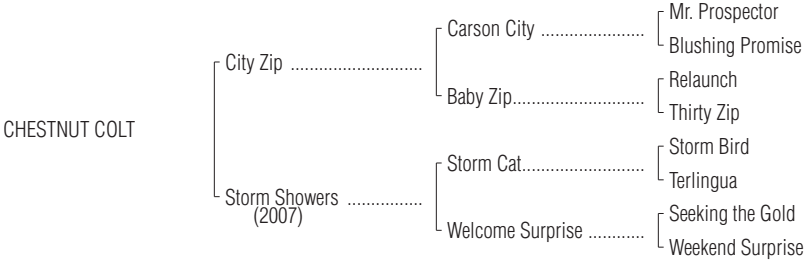 Mr. Prospector
Carson City ......................
Blushing Promise
City Zip ...........................
Relaunch
Baby Zip...........................
Thirty Zip
CHESTNUT COLT
Storm Bird
Storm Cat.........................
Terlingua
Storm Showers ................
(2007)
Seeking the Gold
Welcome Surprise ............
Weekend Surprise